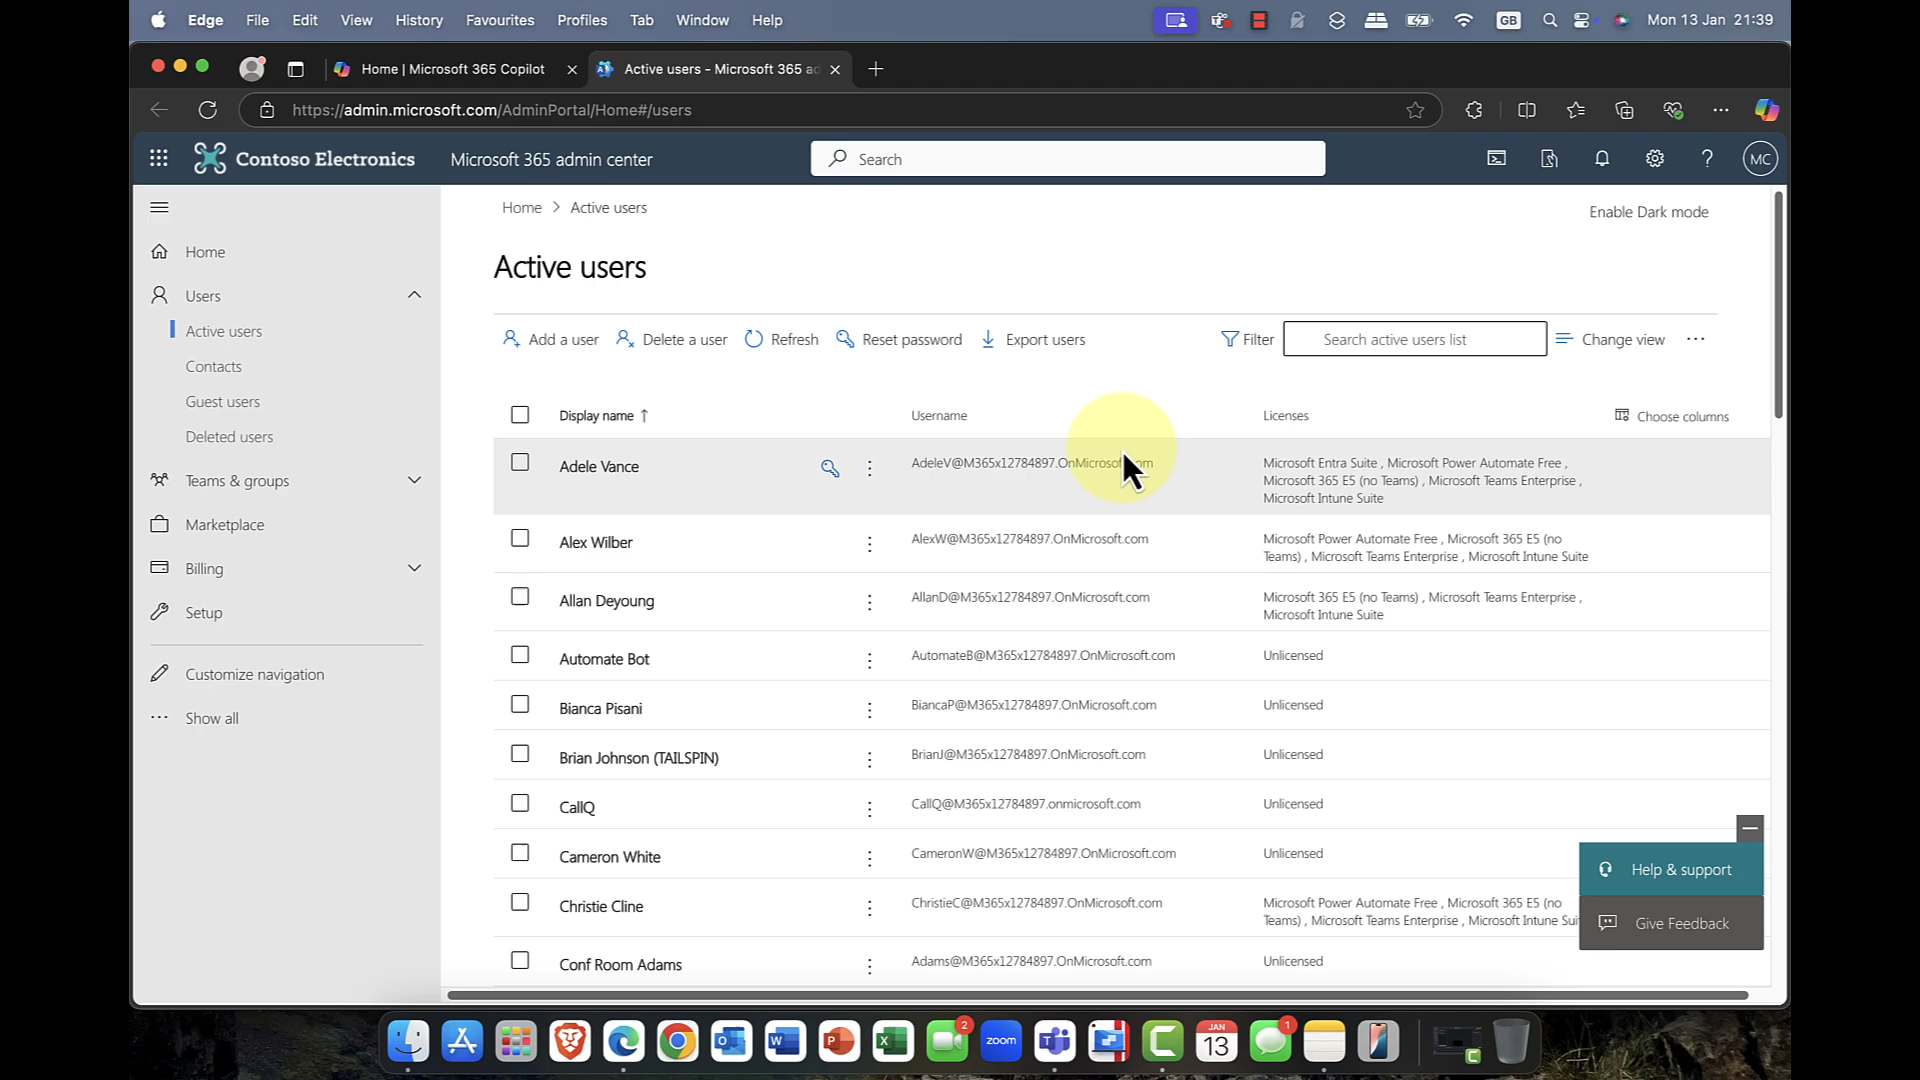 Edge File Edit View History Favourites Profiles Tab Window Help GB Mon 13 Jan 21:39
Home | Microsoft 365 Copilot Active users - Microsoft 365 ad
https://admin.microsoft.com/AdminPortal/Home#/users
Contoso Electronics Microsoft 365 admin center Search ? MC
Home > Active users
Enable Dark mode
Home
Users
Active users
Contacts
Guest users
Deleted users
Teams & groups
Marketplace
Billing
Setup
Customize navigation
Show all
Active users
Add a user Delete a user Refresh Reset password Export users Filter Search active users list Change view
Display name ↑ Username Licenses Choose columns
Adele Vance AdeleV@M365x12784897.OnMicrosoft.com Microsoft Entra Suite , Microsoft Power Automate Free ,
Microsoft 365 E5 (no Teams) , Microsoft Teams Enterprise ,
Microsoft Intune Suite
Alex Wilber AlexW@M365x12784897.OnMicrosoft.com Microsoft Power Automate Free , Microsoft 365 E5 (no
Teams) , Microsoft Teams Enterprise , Microsoft Intune Suite
Allan Deyoung AllanD@M365x12784897.OnMicrosoft.com Microsoft 365 E5 (no Teams) , Microsoft Teams Enterprise ,
Microsoft Intune Suite
Automate Bot AutomateB@M365x12784897.OnMicrosoft.com Unlicensed
Bianca Pisani BiancaP@M365x12784897.OnMicrosoft.com Unlicensed
Brian Johnson (TAILSPIN) BrianJ@M365x12784897.OnMicrosoft.com Unlicensed
CallQ CallQ@M365x12784897.onmicrosoft.com Unlicensed
Cameron White CameronW@M365x12784897.OnMicrosoft.com Unlicensed
Christie Cline ChristieC@M365x12784897.OnMicrosoft.com Microsoft Power Automate Free , Microsoft 365 E5 (no
Teams) , Microsoft Teams Enterprise , Microsoft Intune Sui
Conf Room Adams Adams@M365x12784897.OnMicrosoft.com Unlicensed
Help & support
Give Feedback
O W P X 2 zoom JAN 13 1